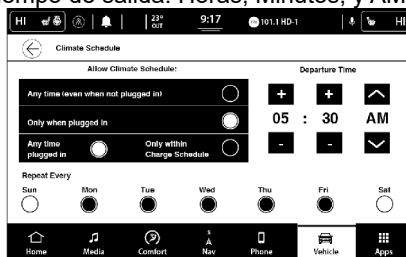 tiempo de salida: Horas, Minutos, y AM
HI 23° OUT 9:17 101.1 HD-1 HI
Climate Schedule
Allow Climate Schedule:
Departure Time
Any time (even when not plugged in)
Only when plugged in
Any time plugged in
Only within Charge Schedule
+ + 
05 : 30 AM
- -
Repeat Every
Sun Mon Tue Wed Thu Fri Sat
Home Media Comfort Nav Phone Vehicle Apps